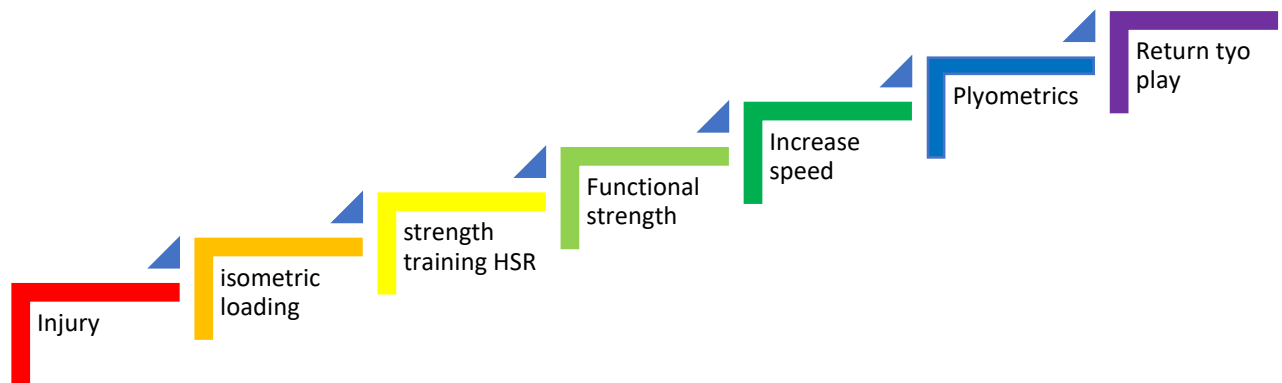 Injury
isometric
loading
strength
training HSR
Functional
strength
Increase
speed
Plyometrics
Return tyo
play